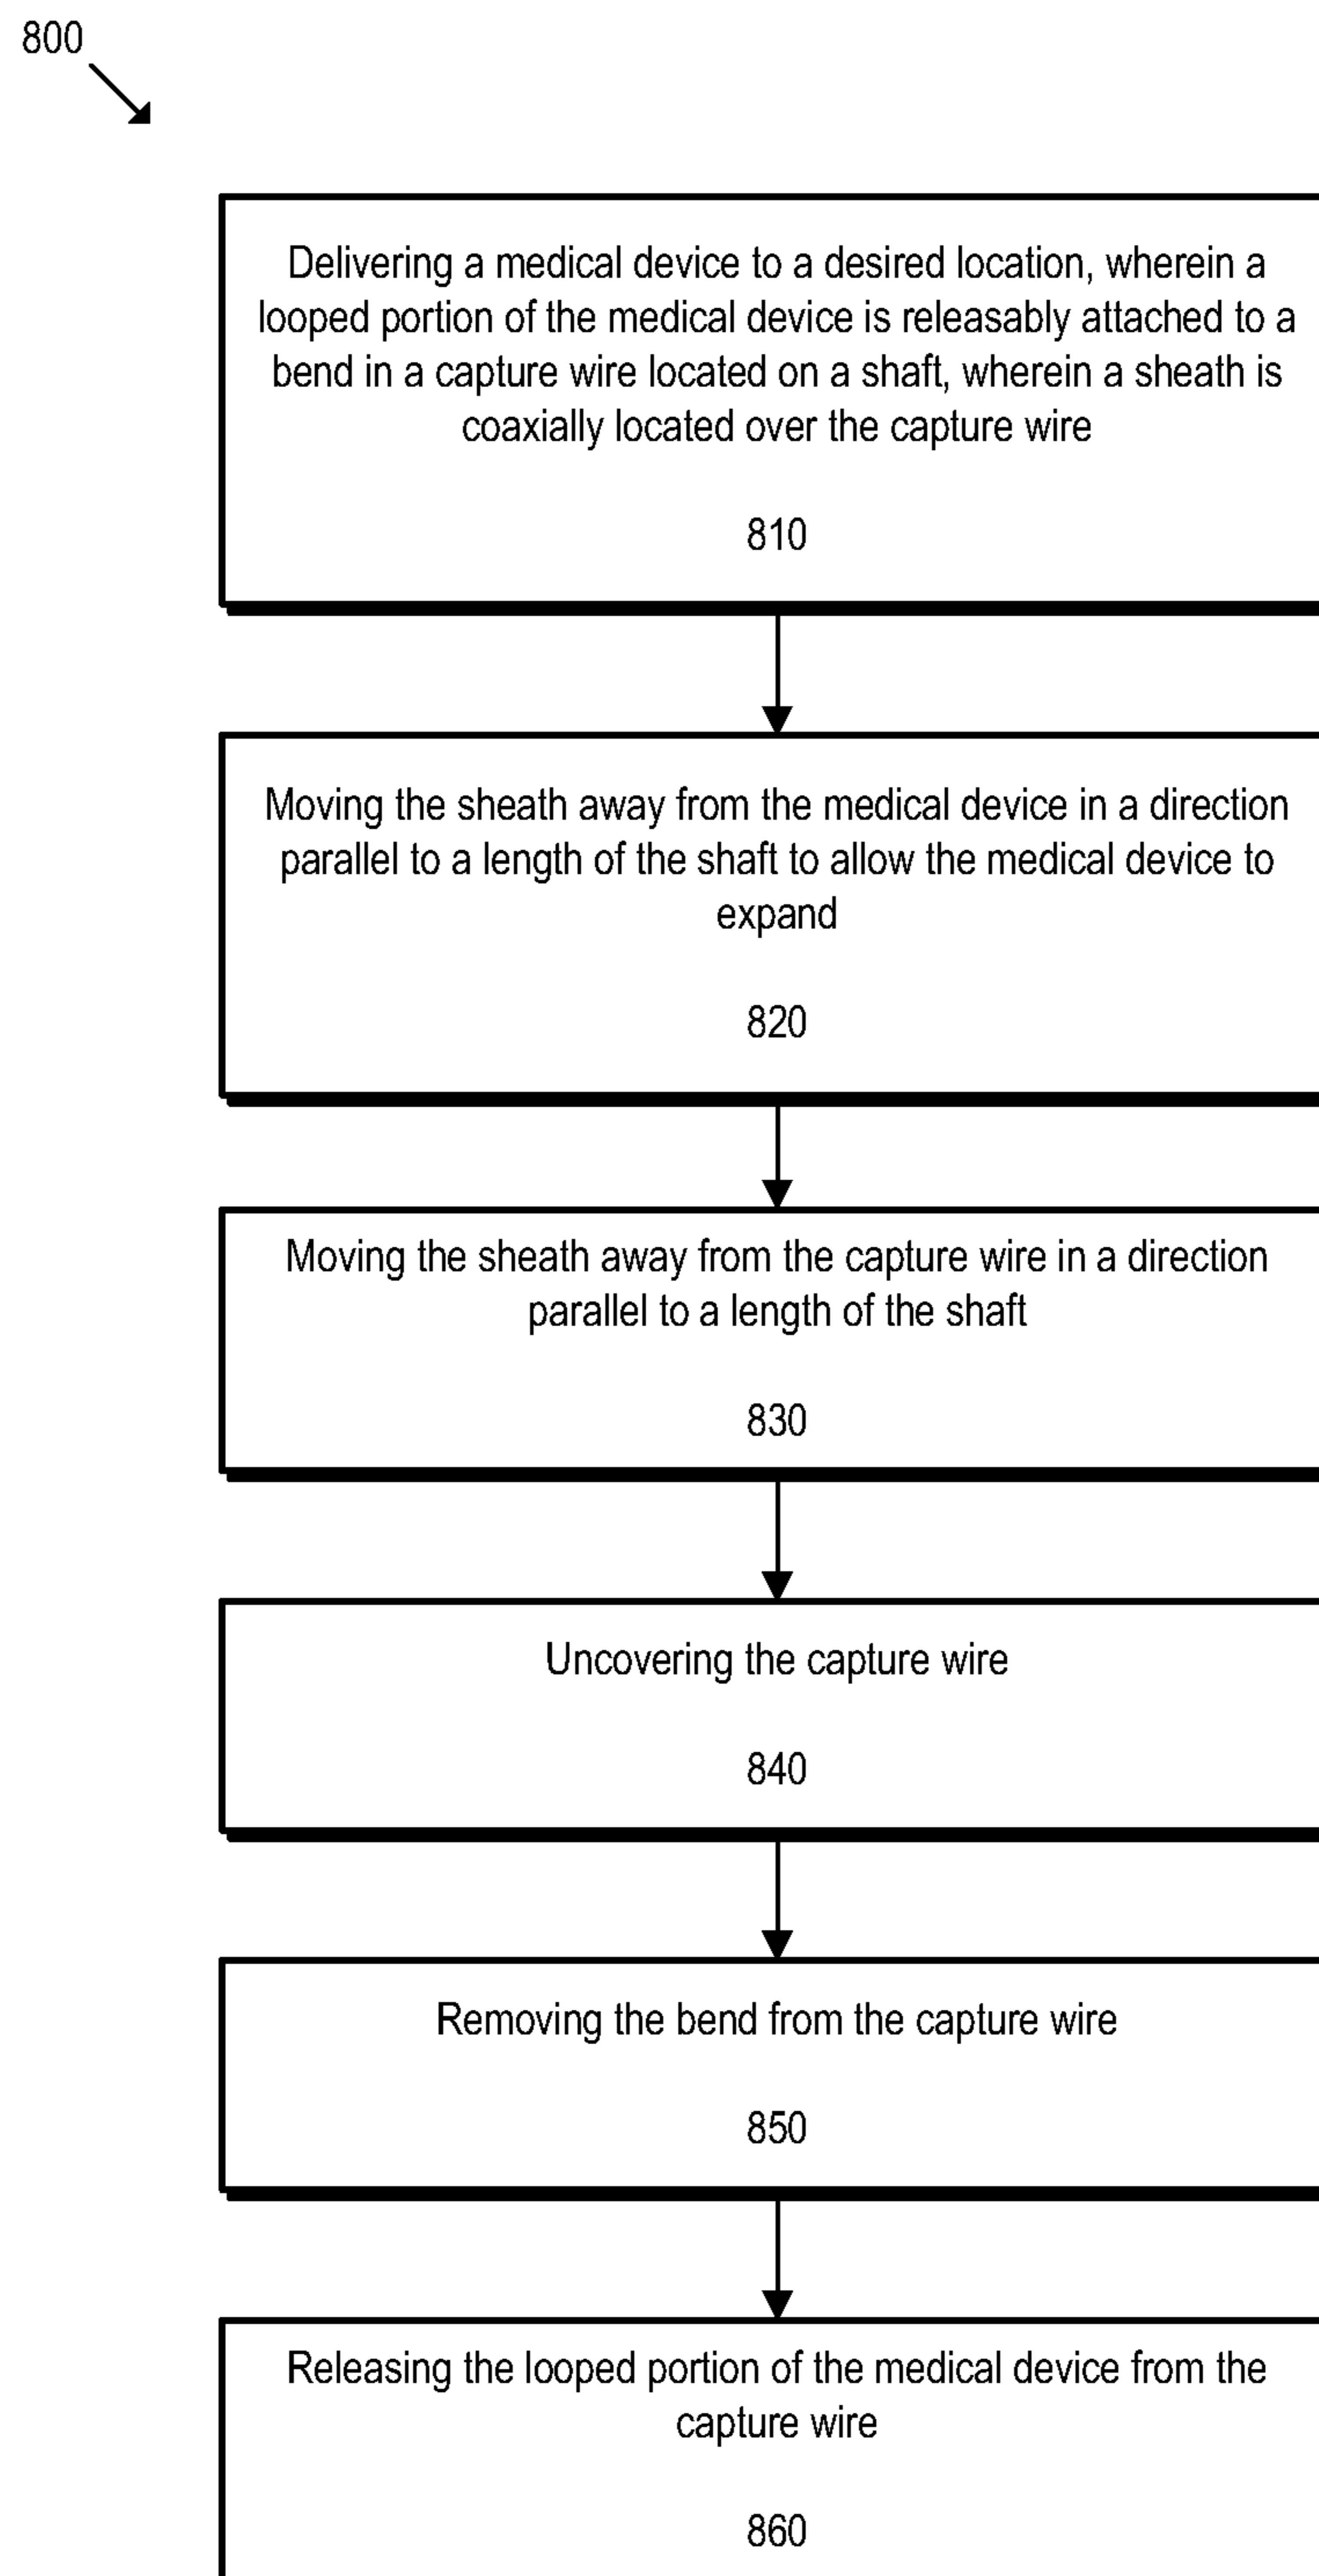 800
Delivering a medical device to a desired location, wherein a
looped portion of the medical device is releasably attached to a
bend in a capture wire located on a shaft, wherein a sheath is
coaxially located over the capture wire
810
Moving the sheath away from the medical device in a direction
parallel to a length of the shaft to allow the medical device to
expand
820
Moving the sheath away from the capture wire in a direction
parallel to a length of the shaft
830
Uncovering the capture wire
840
Removing the bend from the capture wire
850
Releasing the looped portion of the medical device from the
capture wire
860